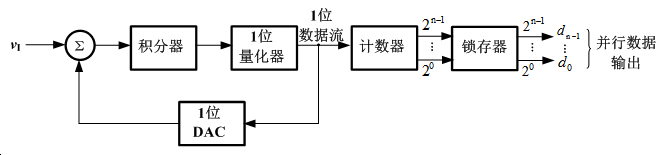 v_I
Σ
积分器
1位
量化器
1位
数据流
计数器
2^{n-1}
⋮
2^0
锁存器
2^{n-1}
⋮
2^0
d_{n-1}
⋮
d_0
并行数据
输出
1位
DAC